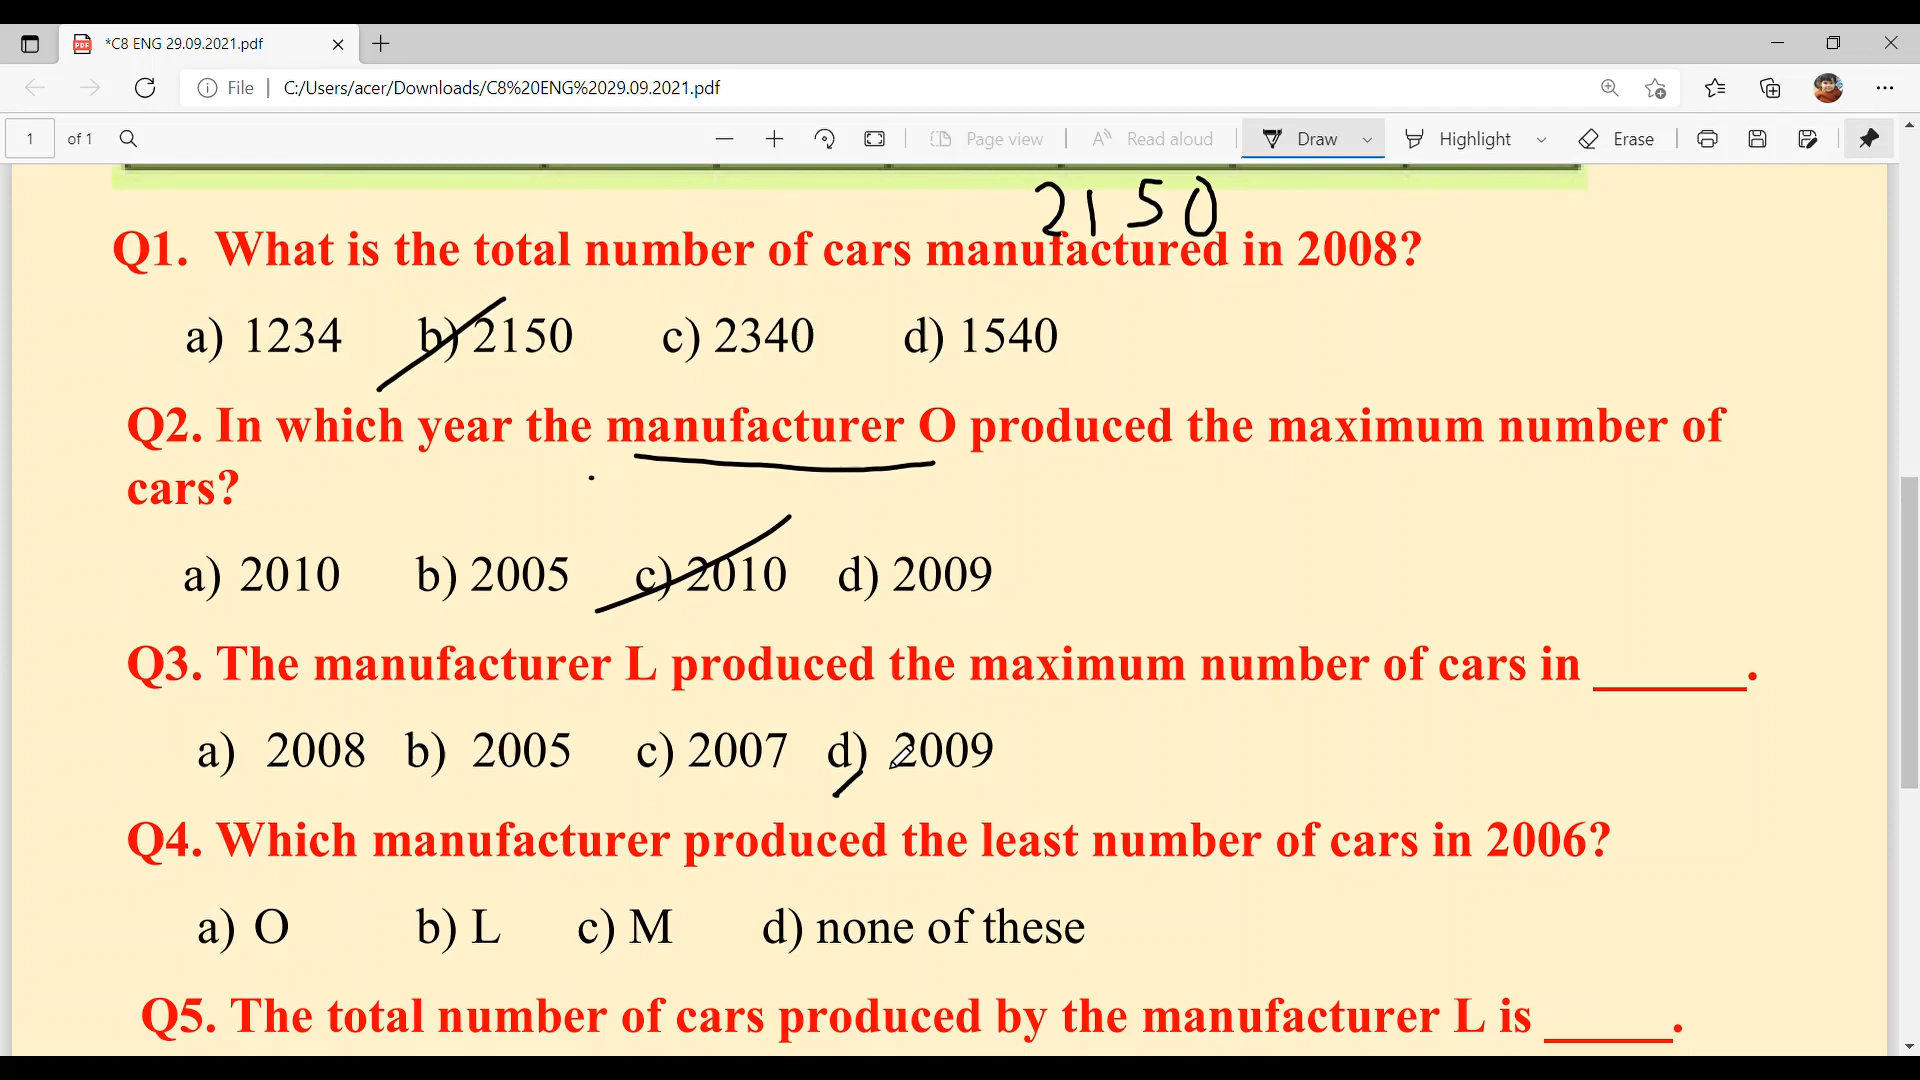 *C8 ENG 29.09.2021.pdf
File | C:/Users/acer/Downloads/C8%20ENG%2029.09.2021.pdf
1 of 1 Page view Read aloud Draw Highlight Erase
2150
Q1. What is the total number of cars manufactured in 2008?
a) 1234 b) 2150 c) 2340 d) 1540
Q2. In which year the manufacturer O produced the maximum number of
cars?
a) 2010 b) 2005 c) 2010 d) 2009
Q3. The manufacturer L produced the maximum number of cars in ______.
a) 2008 b) 2005 c) 2007 d) 2009
Q4. Which manufacturer produced the least number of cars in 2006?
a) O b) L c) M d) none of these
Q5. The total number of cars produced by the manufacturer L is _____.